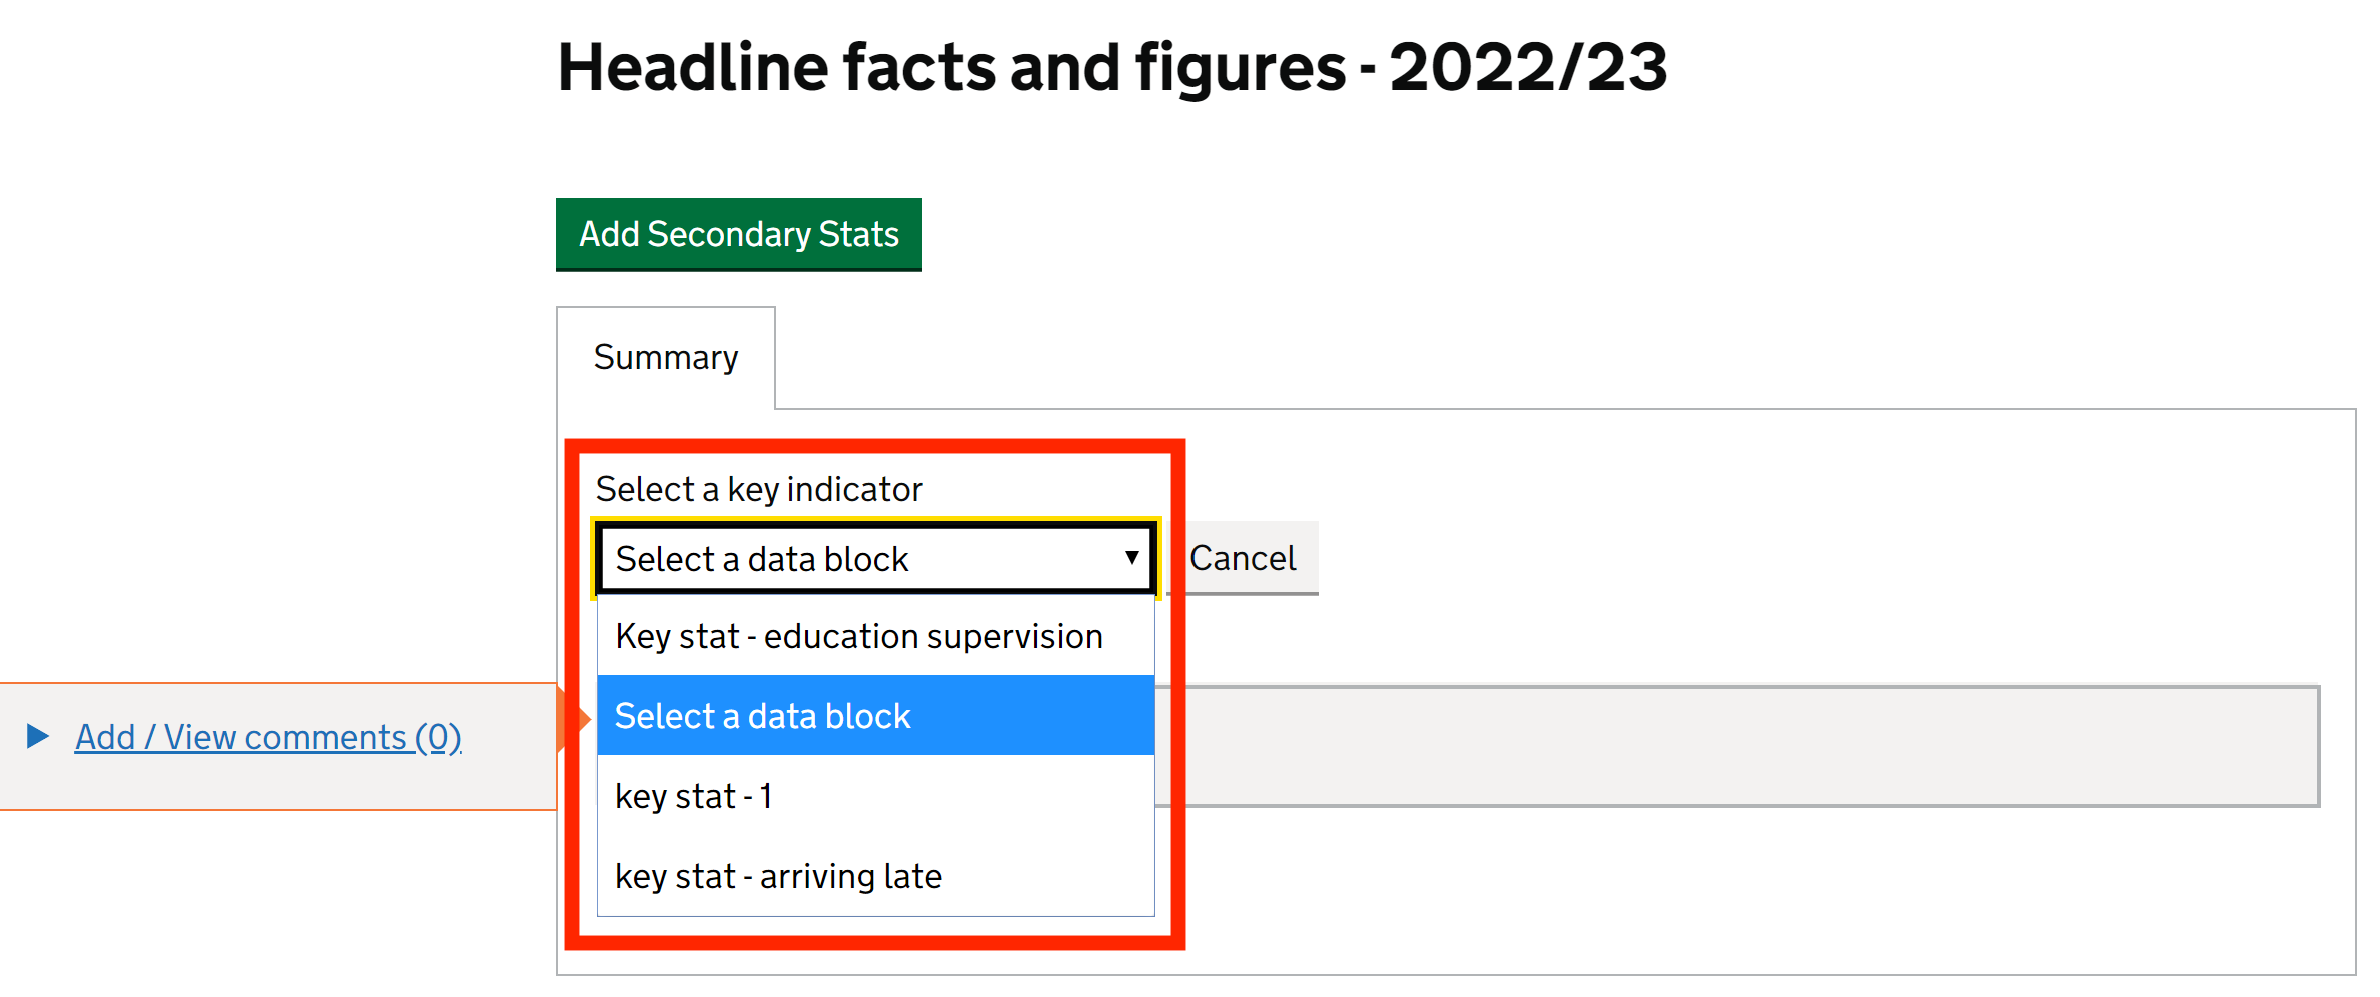 Headline facts and figures - 2022/23
Add Secondary Stats
Summary
Select a key indicator
Select a data block
Cancel
Key stat - education supervision
Select a data block
Add / View comments (0)
key stat - 1
key stat - arriving late